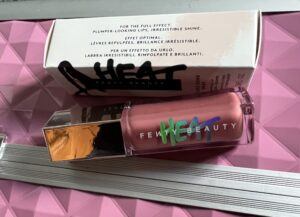 FOR THE FULL EFFECT.
PLUMPER-LOOKING LIPS, IRRESISTIBLE SHINE.
EFFET OPTIMAL.
LÈVRES REPULPÉES, BRILLANCE IRRÉSISTIBLE.
PER UN EFFETTO DA URLO.
LABBRA IRRESISTIBILI, RIMPOLPATE E BRILLANTI.
HEAT
FENTY BEAUTY
HEAT